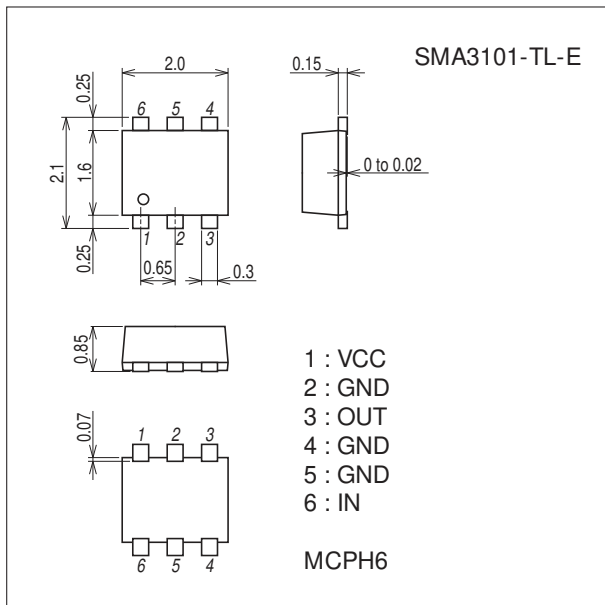 SMA3101-TL-E
2.0
0.15
0.25
6 5 4
2.1
1.6
0 to 0.02
0.25
1 2 3
0.65
0.3
0.85
1 : VCC
2 : GND
3 : OUT
4 : GND
5 : GND
6 : IN
0.07
1 2 3
6 5 4
MCPH6